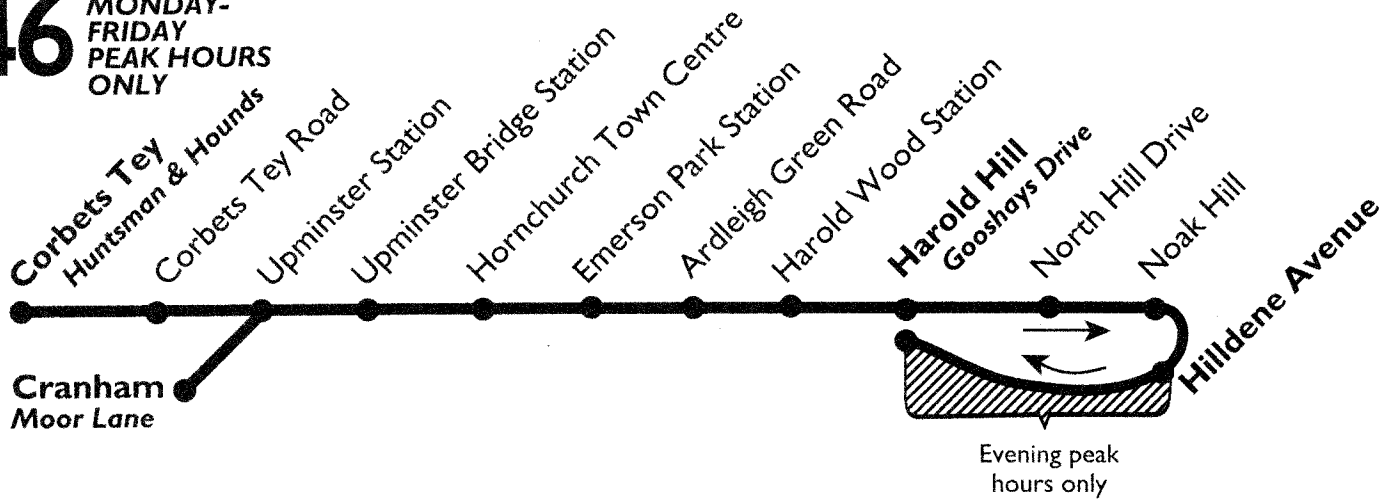 46
MONDAY-
FRIDAY
PEAK HOURS
ONLY
Corbets Tey
Huntsman & Hounds
Corbets Tey Road
Upminster Station
Upminster Bridge Station
Hornchurch Town Centre
Emerson Park Station
Ardleigh Green Road
Harold Wood Station
Harold Hill
Gooshays Drive
North Hill Drive
Noak Hill
Hilldene Avenue
Cranham
Moor Lane
Evening peak
hours only